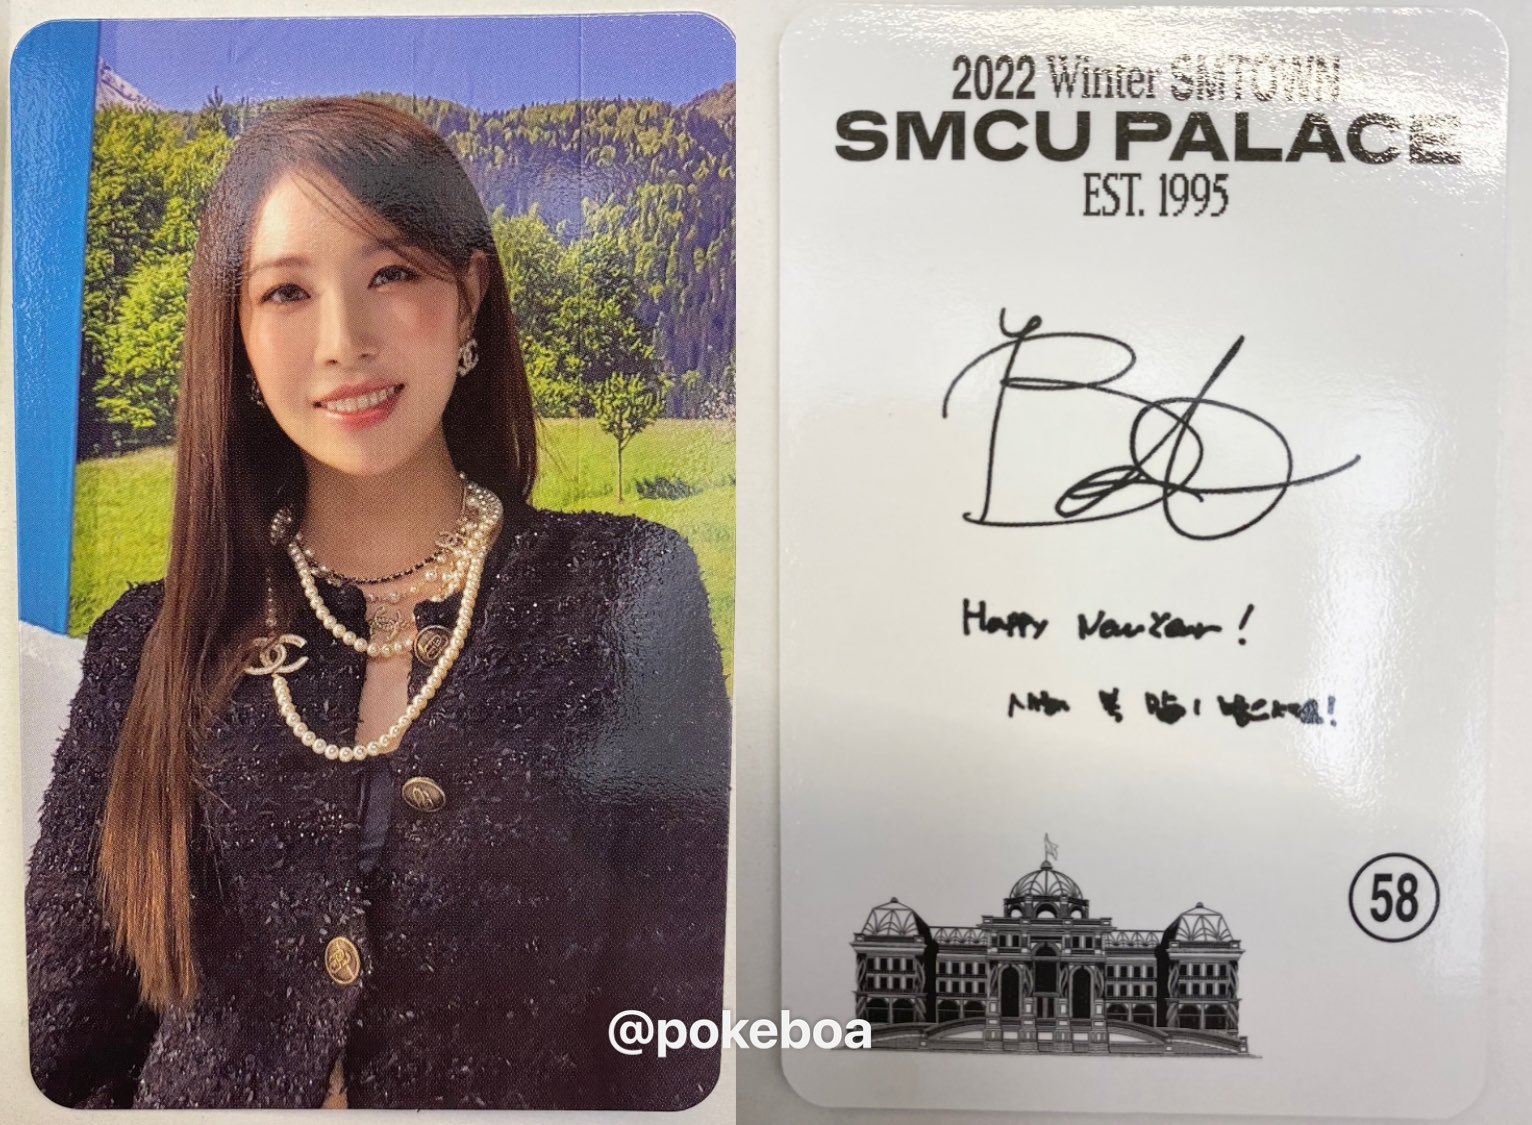 2022 Winter SMTOWN
SMCU PALACE
EST. 1995
BoA
Happy New Year!
새해 복 많이 받으세요!
58
@pokeboa